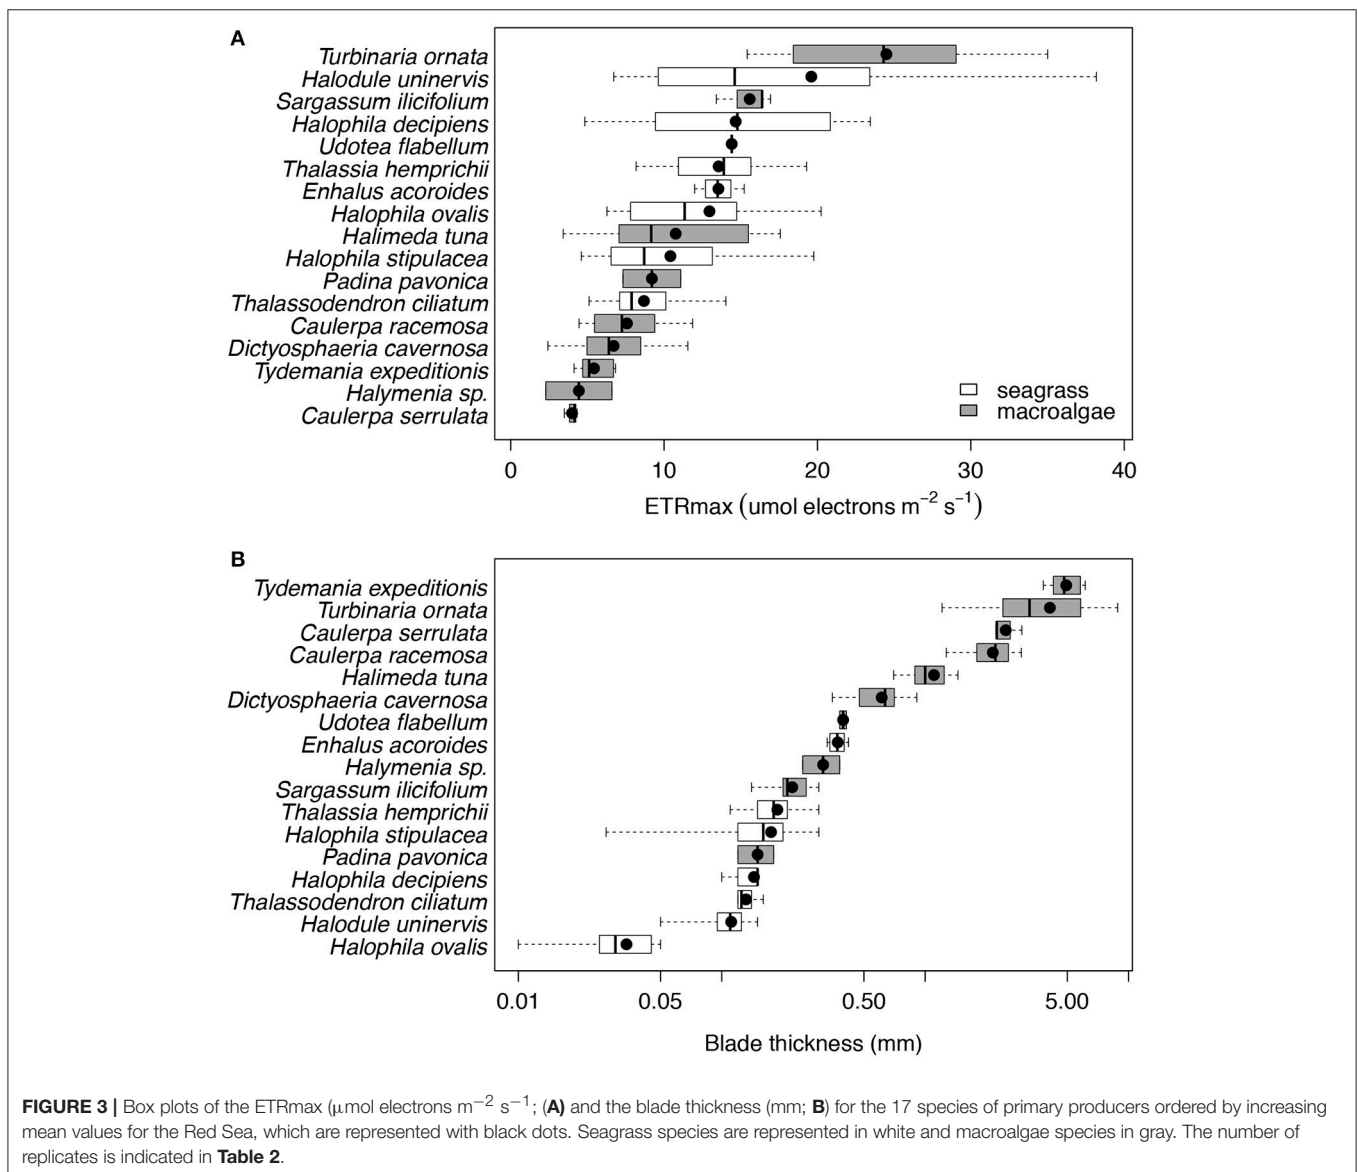 A
Turbinaria ornata
Halodule uninervis
Sargassum ilicifolium
Halophila decipiens
Udotea flabellum
Thalassia hemprichii
Enhalus acoroides
Halophila ovalis
Halimeda tuna
Halophila stipulacea
Padina pavonica
Thalassodendron ciliatum
Caulerpa racemosa
Dictyosphaeria cavernosa
Tydemania expeditionis
Halymenia sp.
Caulerpa serrulata
seagrass
macroalgae
0 10 20 30 40
ETRmax (umol electrons m⁻² s⁻¹)
B
Tydemania expeditionis
Turbinaria ornata
Caulerpa serrulata
Caulerpa racemosa
Halimeda tuna
Dictyosphaeria cavernosa
Udotea flabellum
Enhalus acoroides
Halymenia sp.
Sargassum ilicifolium
Thalassia hemprichii
Halophila stipulacea
Padina pavonica
Halophila decipiens
Thalassodendron ciliatum
Halodule uninervis
Halophila ovalis
0.01 0.05 0.50 5.00
Blade thickness (mm)
FIGURE 3 | Box plots of the ETRmax (μmol electrons m⁻² s⁻¹; (A) and the blade thickness (mm; B) for the 17 species of primary producers ordered by increasing
mean values for the Red Sea, which are represented with black dots. Seagrass species are represented in white and macroalgae species in gray. The number of
replicates is indicated in Table 2.